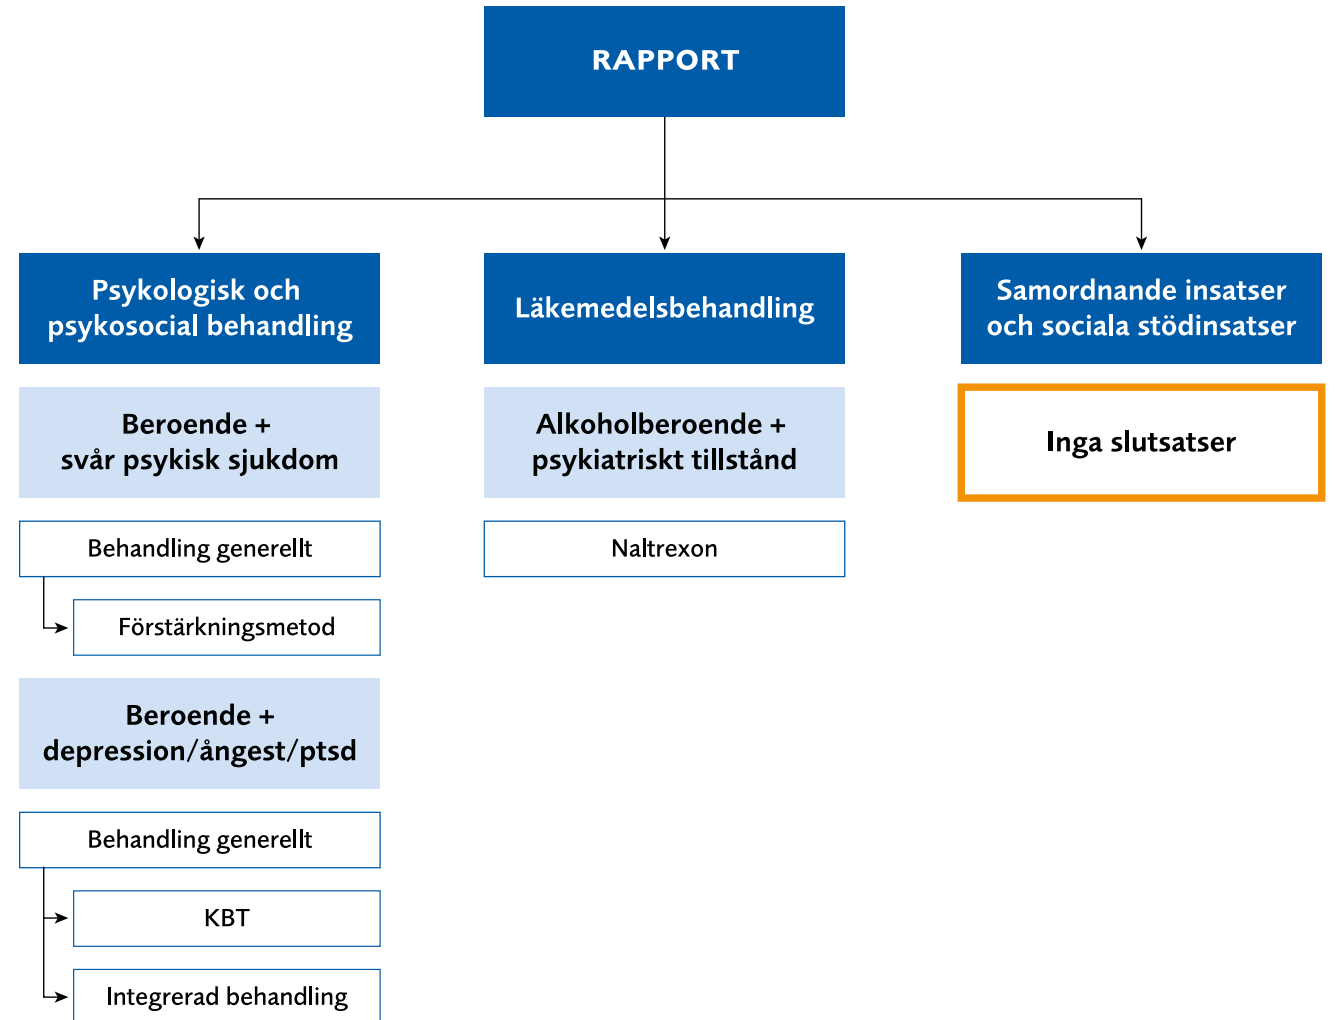 RAPPORT
Psykologisk och
psykosocial behandling
Läkemedelsbehandling
Samordnande insatser
och sociala stödinsatser
Beroende +
svår psykisk sjukdom
Alkoholberoende +
psykiatriskt tillstånd
Inga slutsatser
Behandling generellt
Naltrexon
Förstärkningsmetod
Beroende +
depression/ångest/ptsd
Behandling generellt
KBT
Integrerad behandling